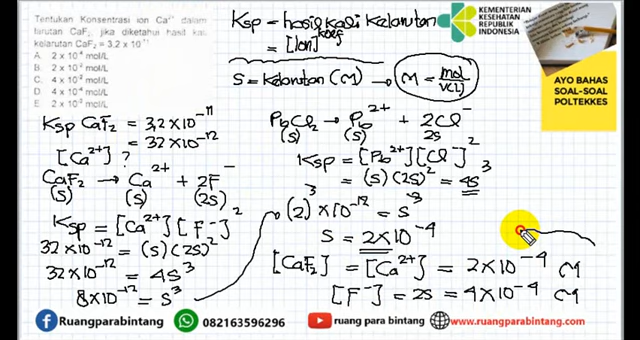 Tentukan Konsentrasi ion Ca²⁺ dalam
larutan CaF₂, jika diketahui hasil kali
kelarutan CaF₂ = 3,2 x 10⁻¹¹
A. 2 x 10⁻⁴ mol/L
B. 2 x 10⁻³ mol/L
C. 4 x 10⁻³ mol/L
D. 4 x 10⁻⁴ mol/L
E. 2 x 10⁻⁵ mol/L
Ksp CaF₂ = 3,2 x 10⁻¹¹
= 32 x 10⁻¹²
[Ca²⁺] ?
CaF₂ → Ca²⁺ + 2F⁻
(s) (s) (2s)
Ksp = [Ca²⁺] [F⁻]²
32 x 10⁻¹² = (s) (2s)²
32 x 10⁻¹² = 4s³
8 x 10⁻¹² = s³
Ksp = hasil kali kelarutan
= [Ion]ᵏᵒᵉᶠ
S = Kelarutan (M) → M = mol/V(L)
PbCl₂ → Pb²⁺ + 2Cl⁻
(s) (s) 2s
Ksp = [Pb²⁺] [Cl⁻]²
= (s) (2s)² = 4s³
(2)³ x 10⁻¹² = s³
s = 2 x 10⁻⁴
[CaF₂] = [Ca²⁺] = 2 x 10⁻⁴ M
[F⁻] = 2s = 4 x 10⁻⁴ M
KEMENTERIAN
KESEHATAN
REPUBLIK
INDONESIA
AYO BAHAS
SOAL-SOAL
POLTEKKES
Ruangparabintang
082163596296
ruang para bintang
www.ruangparabintang.com